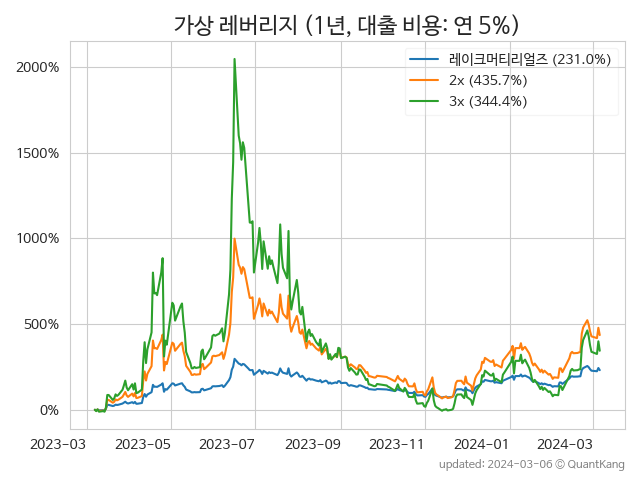 가상 레버리지 (1년, 대출 비용: 연 5%)
레이크머티리얼즈 (231.0%)
2x (435.7%)
3x (344.4%)
2000%
1500%
1000%
500%
0%
2023-03 2023-05 2023-07 2023-09 2023-11 2024-01 2024-03
updated: 2024-03-06 © QuantKang